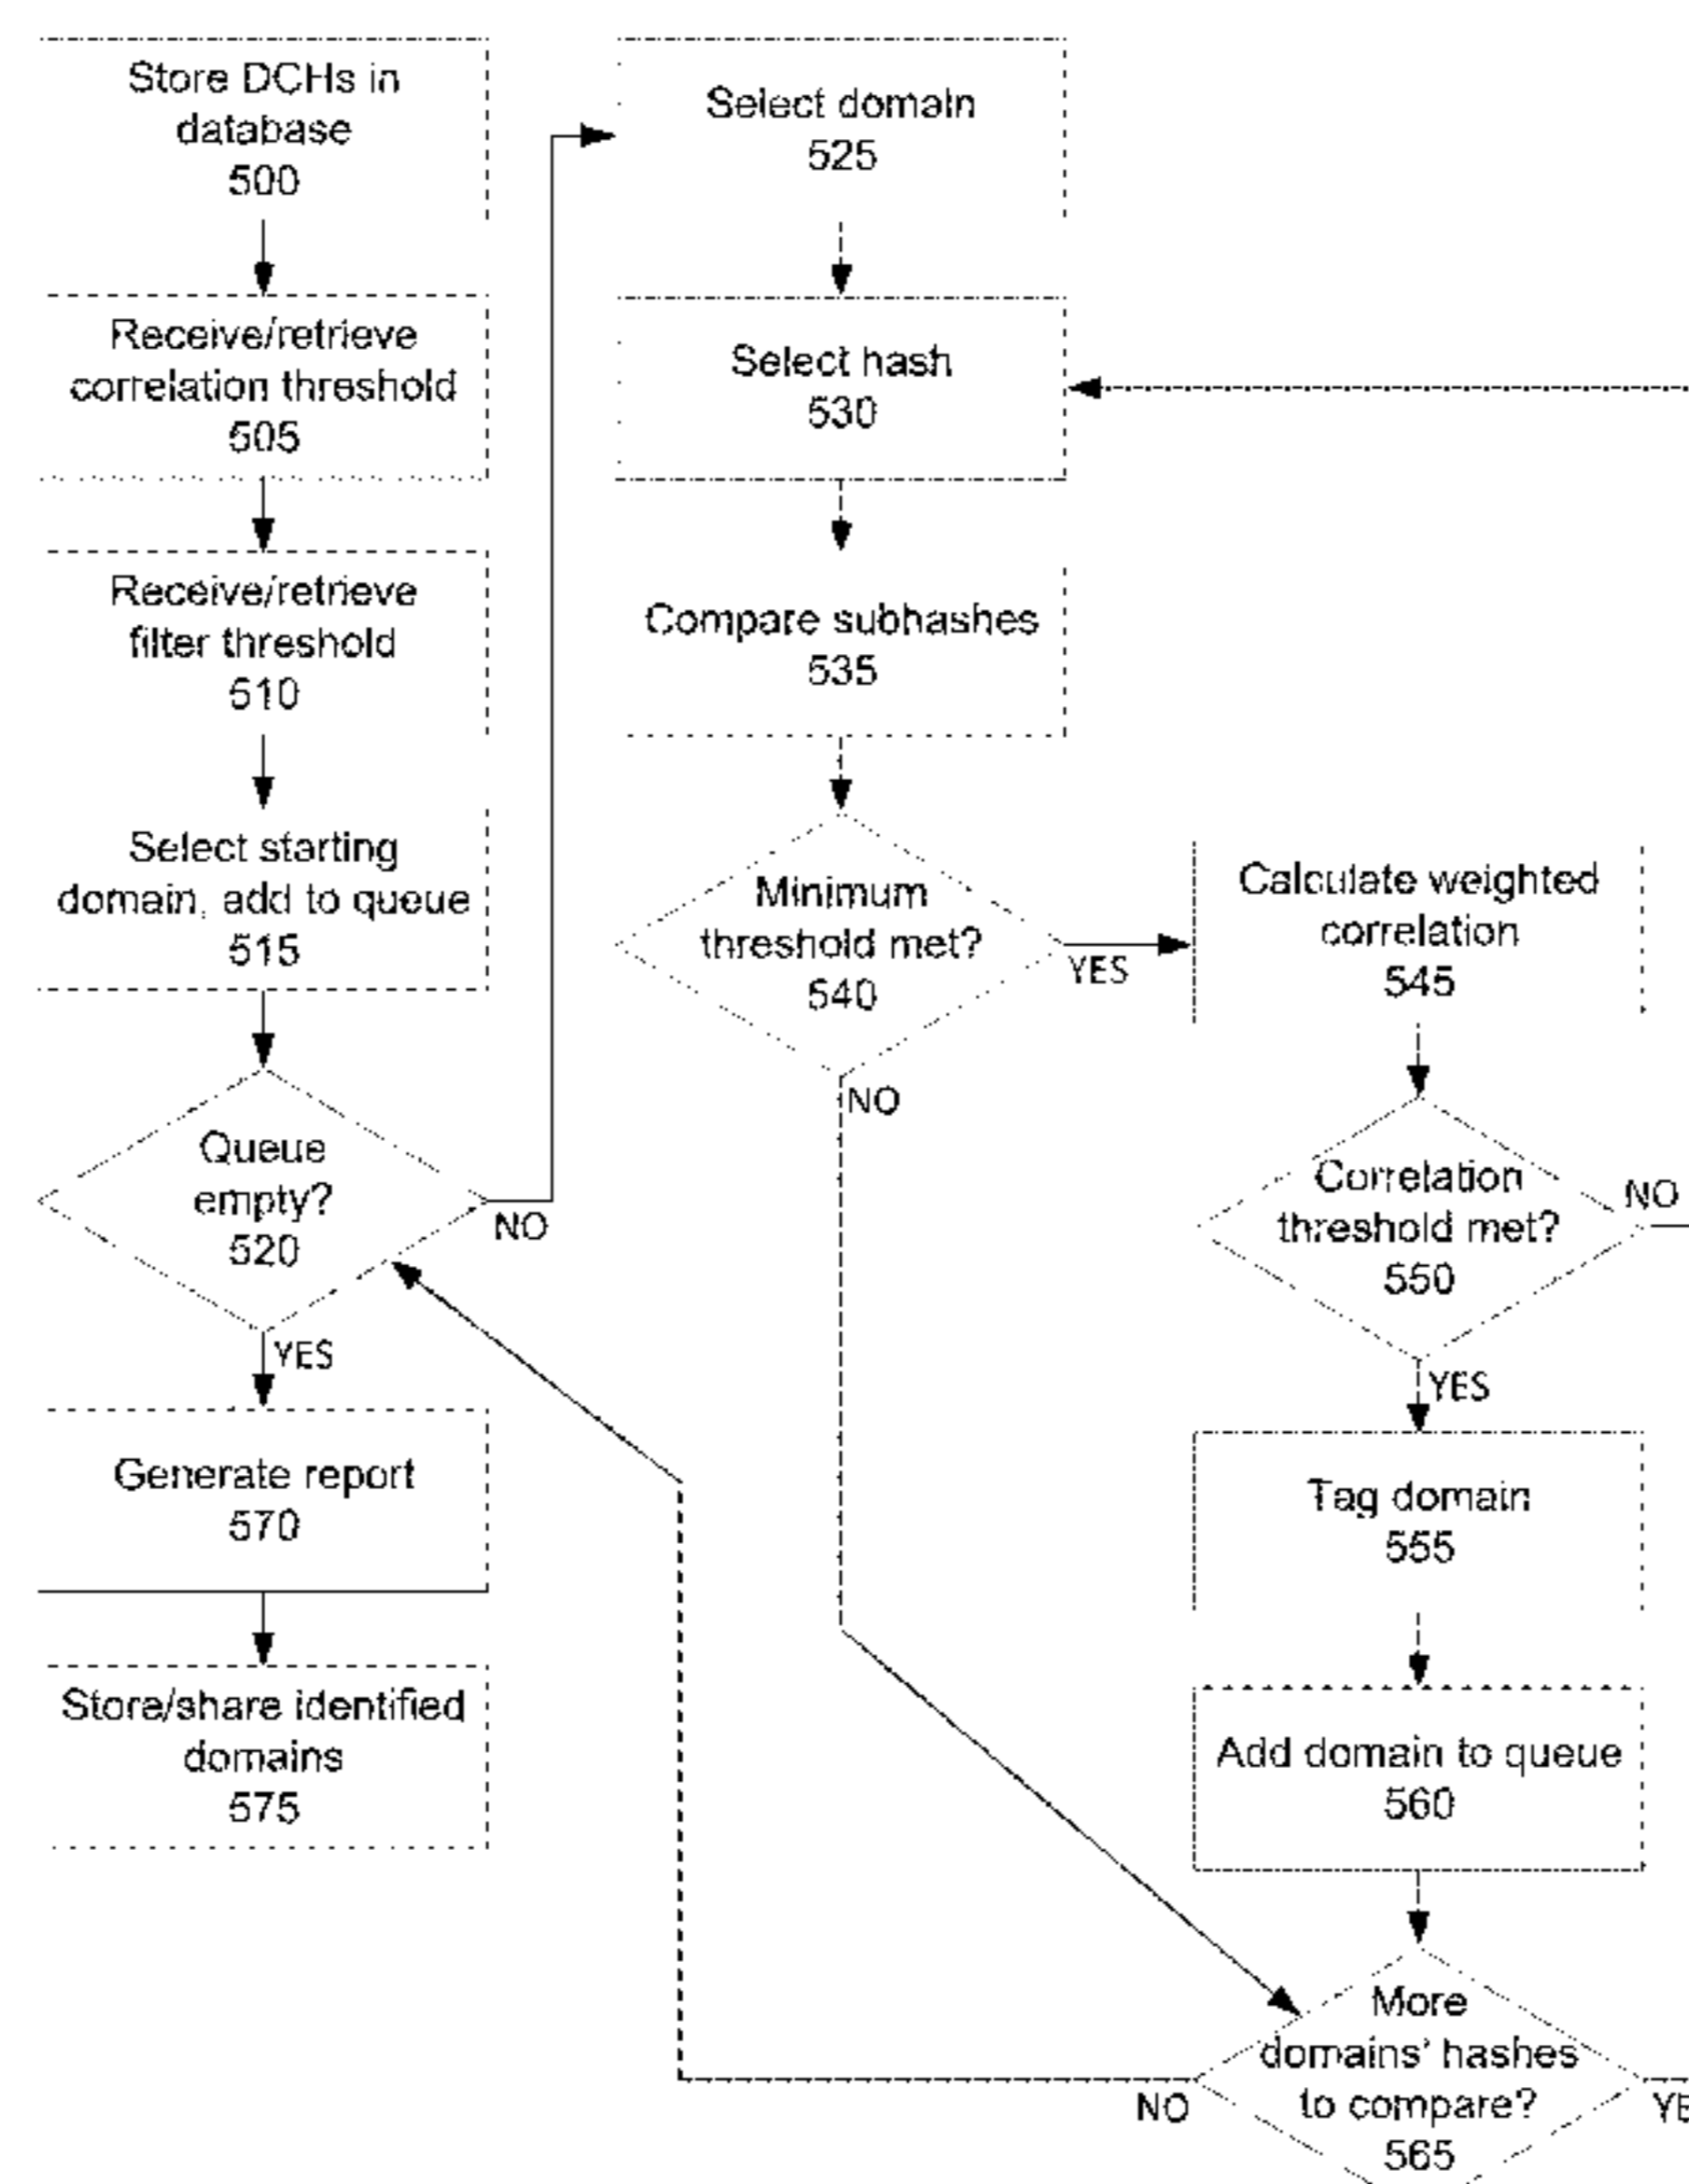 Store DCHs in
database
500
Receive/retrieve
correlation threshold
505
Receive/retrieve
filter threshold
510
Select starting
domain, add to queue
515
Queue
empty?
520
NO
YES
Generate report
570
Store/share identified
domains
575
Select domain
525
Select hash
530
Compare subhashes
535
Minimum
threshold met?
540
YES
NO
Calculate weighted
correlation
545
Correlation
threshold met?
550
NO
YES
Tag domain
555
Add domain to queue
560
More
domains' hashes
to compare?
565
NO